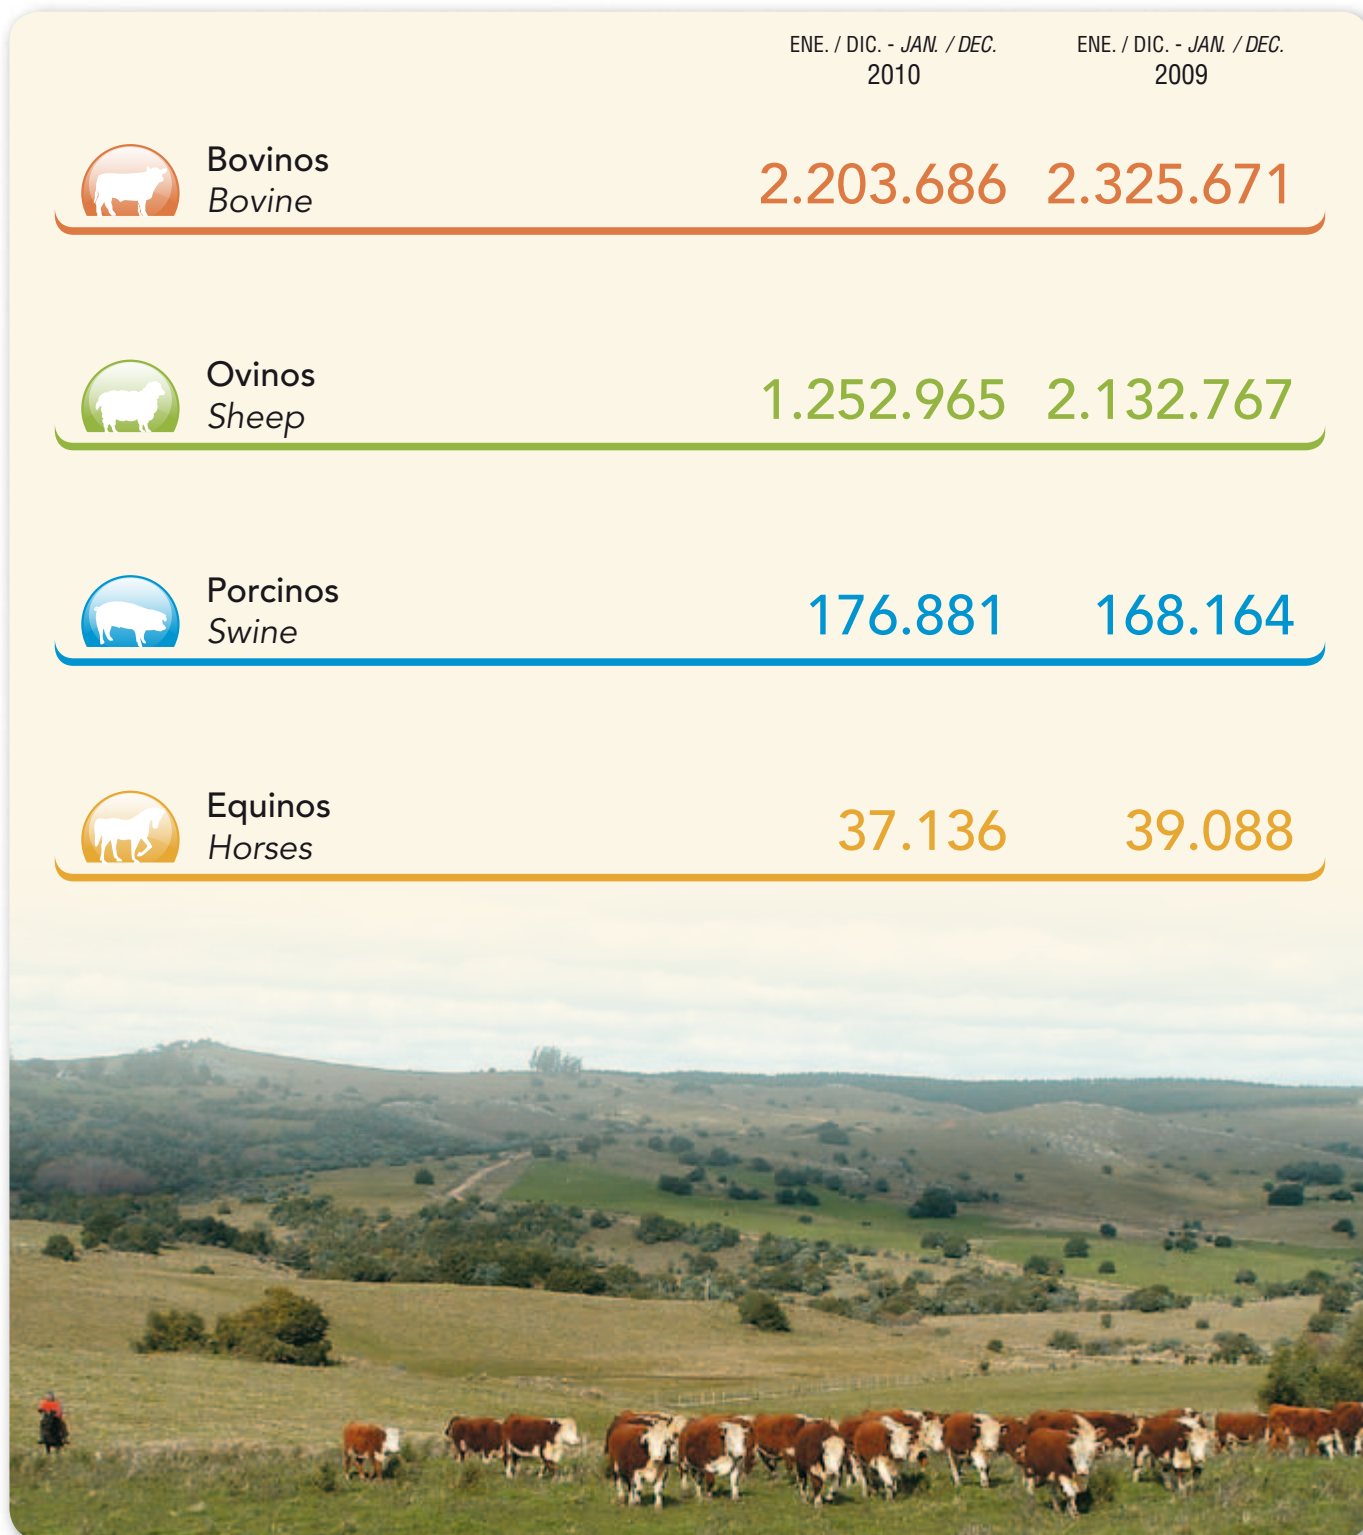 ENE. / DIC. - JAN. / DEC. ENE. / DIC. - JAN. / DEC.
2010 2009
Bovinos
Bovine
2.203.686 2.325.671
Ovinos
Sheep
1.252.965 2.132.767
Porcinos
Swine
176.881 168.164
Equinos
Horses
37.136 39.088